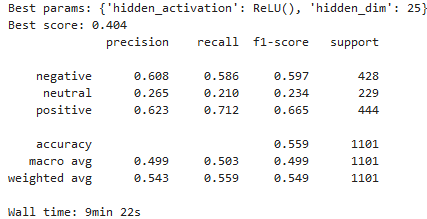 Best params: {'hidden_activation': ReLU(), 'hidden_dim': 25}
Best score: 0.404
precision recall f1-score support
negative 0.608 0.586 0.597 428
neutral 0.265 0.210 0.234 229
positive 0.623 0.712 0.665 444
accuracy 0.559 1101
macro avg 0.499 0.503 0.499 1101
weighted avg 0.543 0.559 0.549 1101
Wall time: 9min 22s